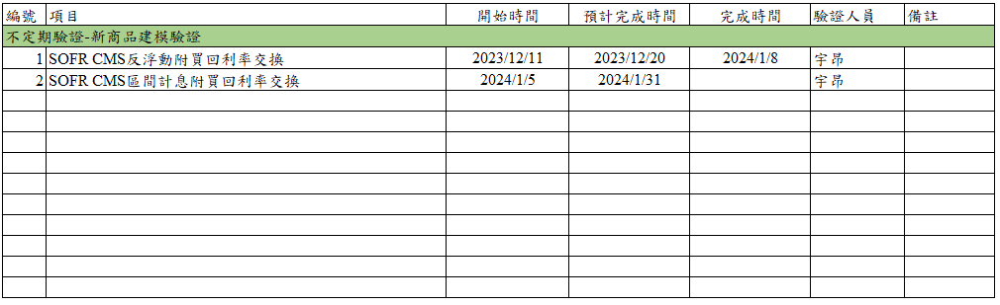 編號 項目 開始時間 預計完成時間 完成時間 驗證人員 備註
不定期驗證-新商品建模驗證
1 SOFR CMS反浮動附買回利率交換 2023/12/11 2023/12/20 2024/1/8 宇昂
2 SOFR CMS區間計息附買回利率交換 2024/1/5 2024/1/31 宇昂